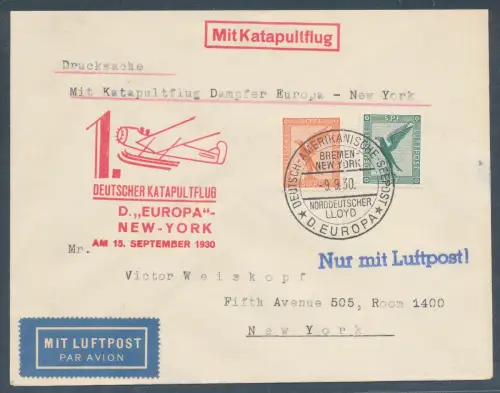 Mit Katapultflug
Drucksache
Mit Katapultflug Dampfer Europa - New York
1.
DEUTSCHER KATAPULTFLUG
D. „EUROPA"-
NEW-YORK
AM 15. SEPTEMBER 1930
5 PF
DEUTSCH-AMERIKANISCHE SEEPOST
BREMEN-
NEW YORK
-9.9.30.
NORDDEUTSCHER
LLOYD
★ D. EUROPA ★
Nur mit Luftpost!
Mr.
Victor Weiskopf
Fifth Avenue 505, Room 1400
New York
MIT LUFTPOST
PAR AVION